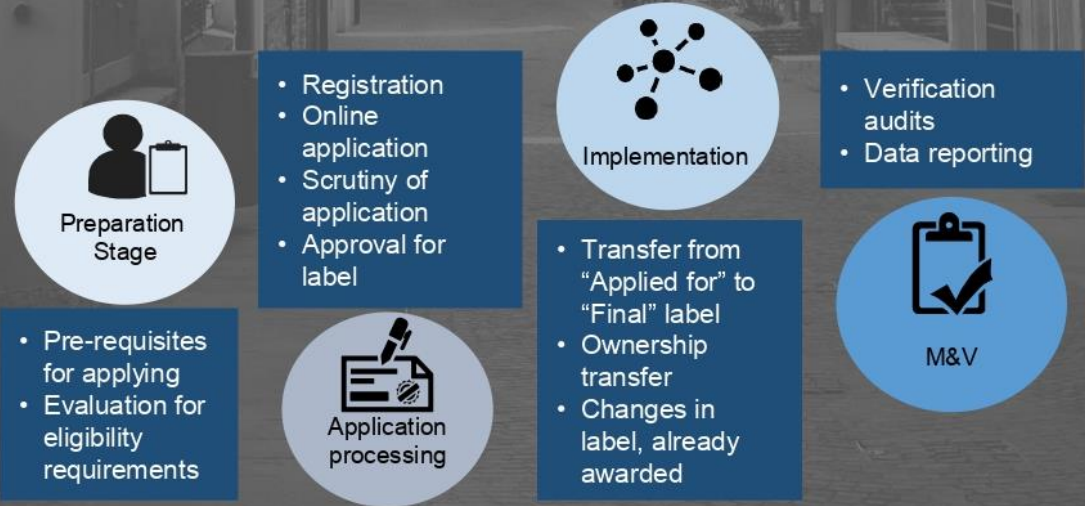 Preparation
Stage
• Pre-requisites
for applying
• Evaluation for
eligibility
requirements
• Registration
• Online
application
• Scrutiny of
application
• Approval for
label
Application
processing
Implementation
• Transfer from
“Applied for” to
“Final” label
• Ownership
transfer
• Changes in
label, already
awarded
• Verification
audits
• Data reporting
M&V